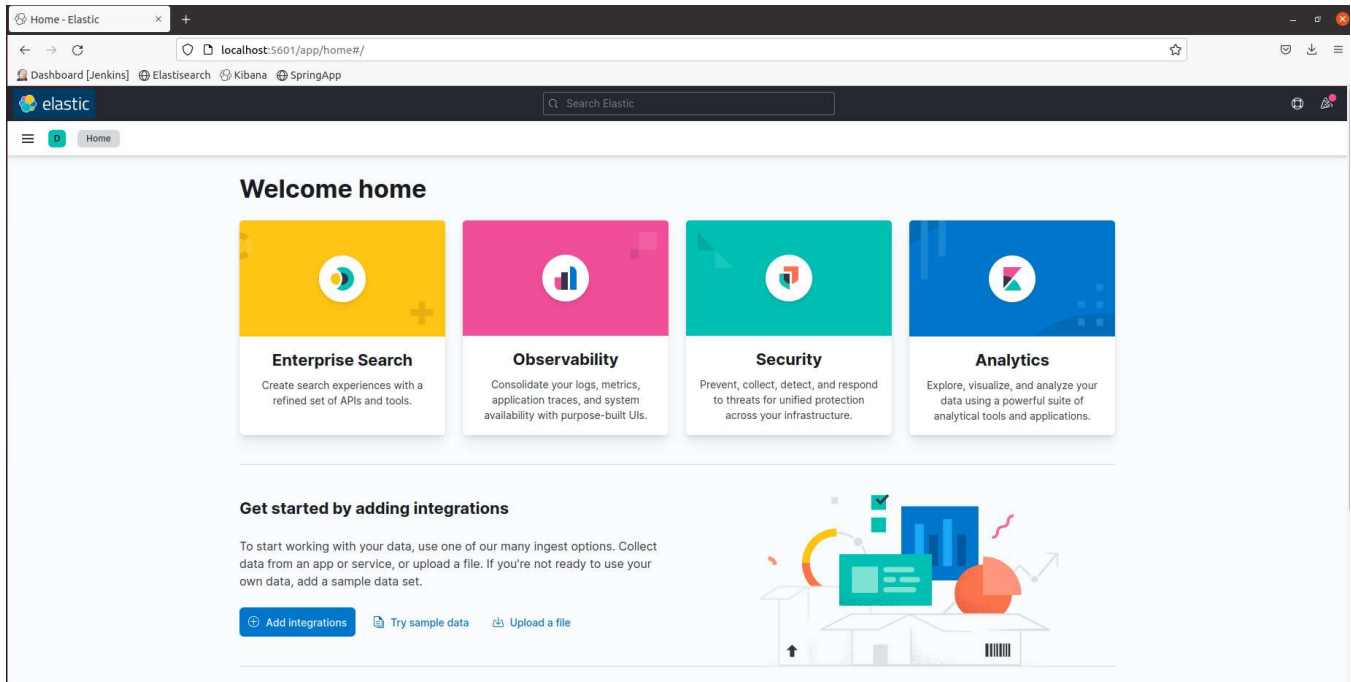 Home - Elastic
localhost:5601/app/home#/
Dashboard [Jenkins] Elastisearch Kibana SpringApp
elastic
Search Elastic
D Home
Welcome home
Enterprise Search
Create search experiences with a
refined set of APIs and tools.
Observability
Consolidate your logs, metrics,
application traces, and system
availability with purpose-built UIs.
Security
Prevent, collect, detect, and respond
to threats for unified protection
across your infrastructure.
Analytics
Explore, visualize, and analyze your
data using a powerful suite of
analytical tools and applications.
Get started by adding integrations
To start working with your data, use one of our many ingest options. Collect
data from an app or service, or upload a file. If you're not ready to use your
own data, add a sample data set.
Add integrations Try sample data Upload a file